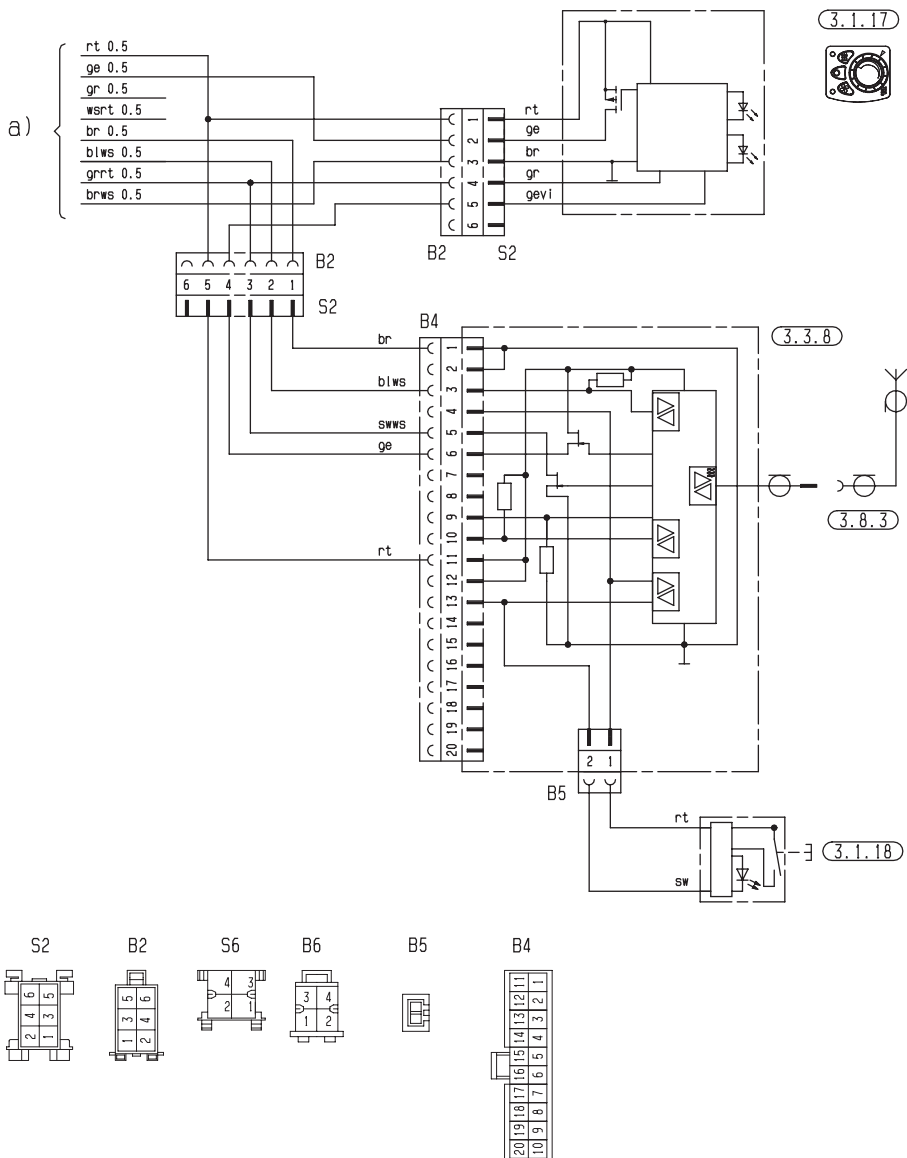 3.1.17
a)
rt 0.5
ge 0.5
gr 0.5
wsrt 0.5
br 0.5
blws 0.5
grrt 0.5
brws 0.5
1 rt
2 ge
3 br
4 gr
5 gevi
6
B2 S2
B2
6 5 4 3 2 1
S2
B4
3.3.8
br 1
2
blws 3
4
swws 5
ge 6
7
8
9
10
rt 11
12
13
14
15
16
17
18
19
20
3.8.3
2 1
B5
rt
sw
3.1.18
S2 B2 S6 B6 B5 B4
6 5
4 3
2 1
5 6
3 4
1 2
4 3
2 1
3 4
1 2
11 1
12 2
13 3
14 4
15 5
16 6
17 7
18 8
19 9
20 10